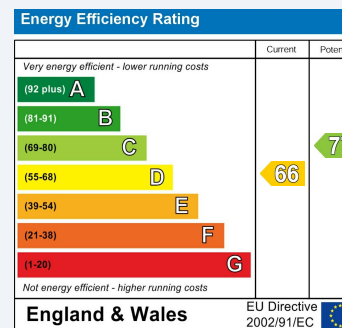 Energy Efficiency Rating
Current
Very energy efficient - lower running costs
(92 plus) A
(81-91) B
(69-80) C
(55-68) D
66
(39-54) E
(21-38) F
(1-20) G
Not energy efficient - higher running costs
England & Wales
EU Directive
2002/91/EC